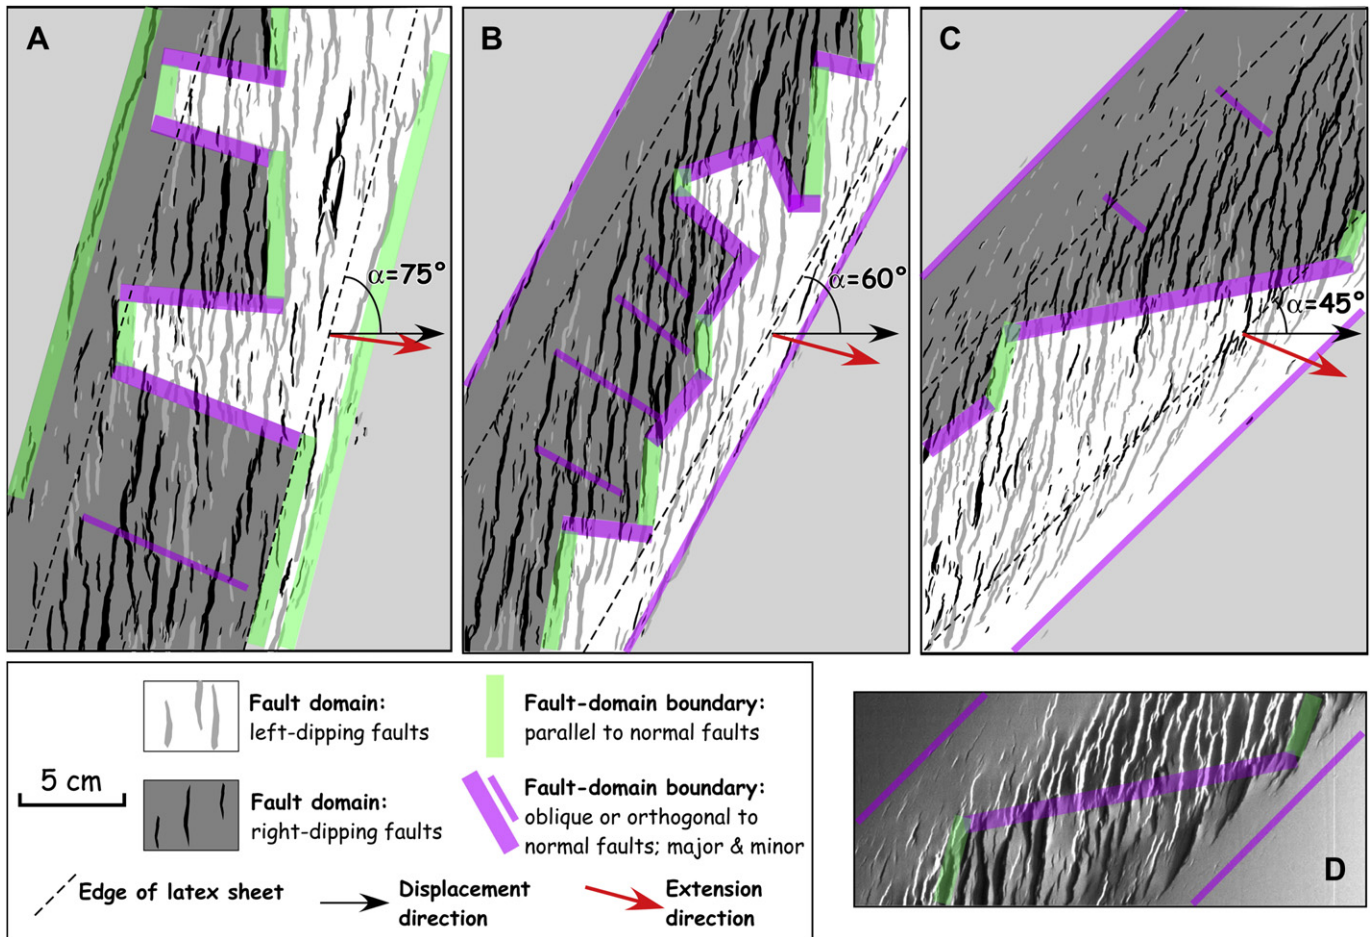 A
B
C
α=75°
α=60°
α=45°
Fault domain:
left-dipping faults
Fault-domain boundary:
parallel to normal faults
5 cm
Fault domain:
right-dipping faults
Fault-domain boundary:
oblique or orthogonal to
normal faults; major & minor
Edge of latex sheet
Displacement
direction
Extension
direction
D